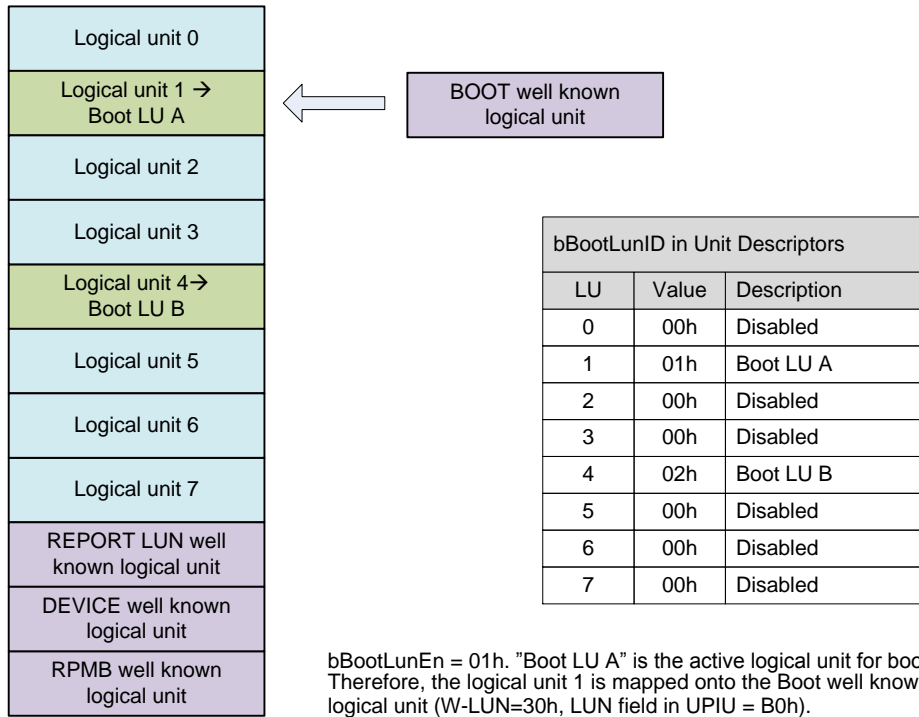 Logical unit 0
Logical unit 1 →
Boot LU A
Logical unit 2
Logical unit 3
Logical unit 4→
Boot LU B
Logical unit 5
Logical unit 6
Logical unit 7
REPORT LUN well
known logical unit
DEVICE well known
logical unit
RPMB well known
logical unit
BOOT well known
logical unit
bBootLunID in Unit Descriptors
LU Value Description
0 00h Disabled
1 01h Boot LU A
2 00h Disabled
3 00h Disabled
4 02h Boot LU B
5 00h Disabled
6 00h Disabled
7 00h Disabled
bBootLunEn = 01h. ”Boot LU A” is the active logical unit for
Therefore, the logical unit 1 is mapped onto the Boot well
logical unit (W-LUN=30h, LUN field in UPIU = B0h).